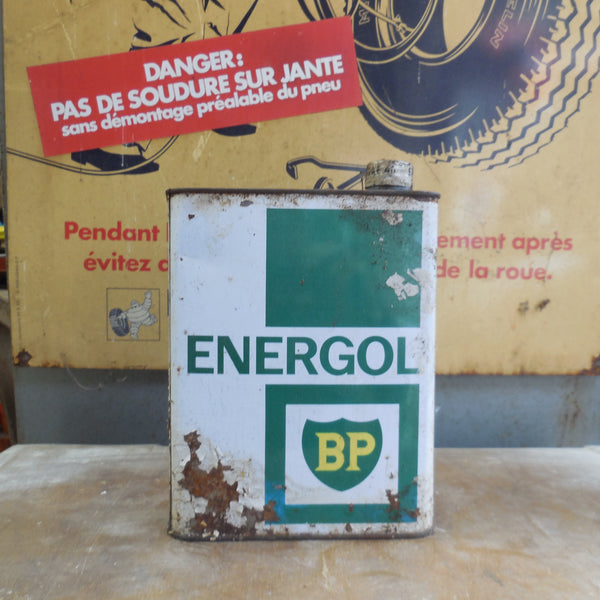 DANGER:
PAS DE SOUDURE SUR JANTE
sans démontage préalable du pneu
Pendant
ement après
évitez
de la roue.
ENERGOL
BP